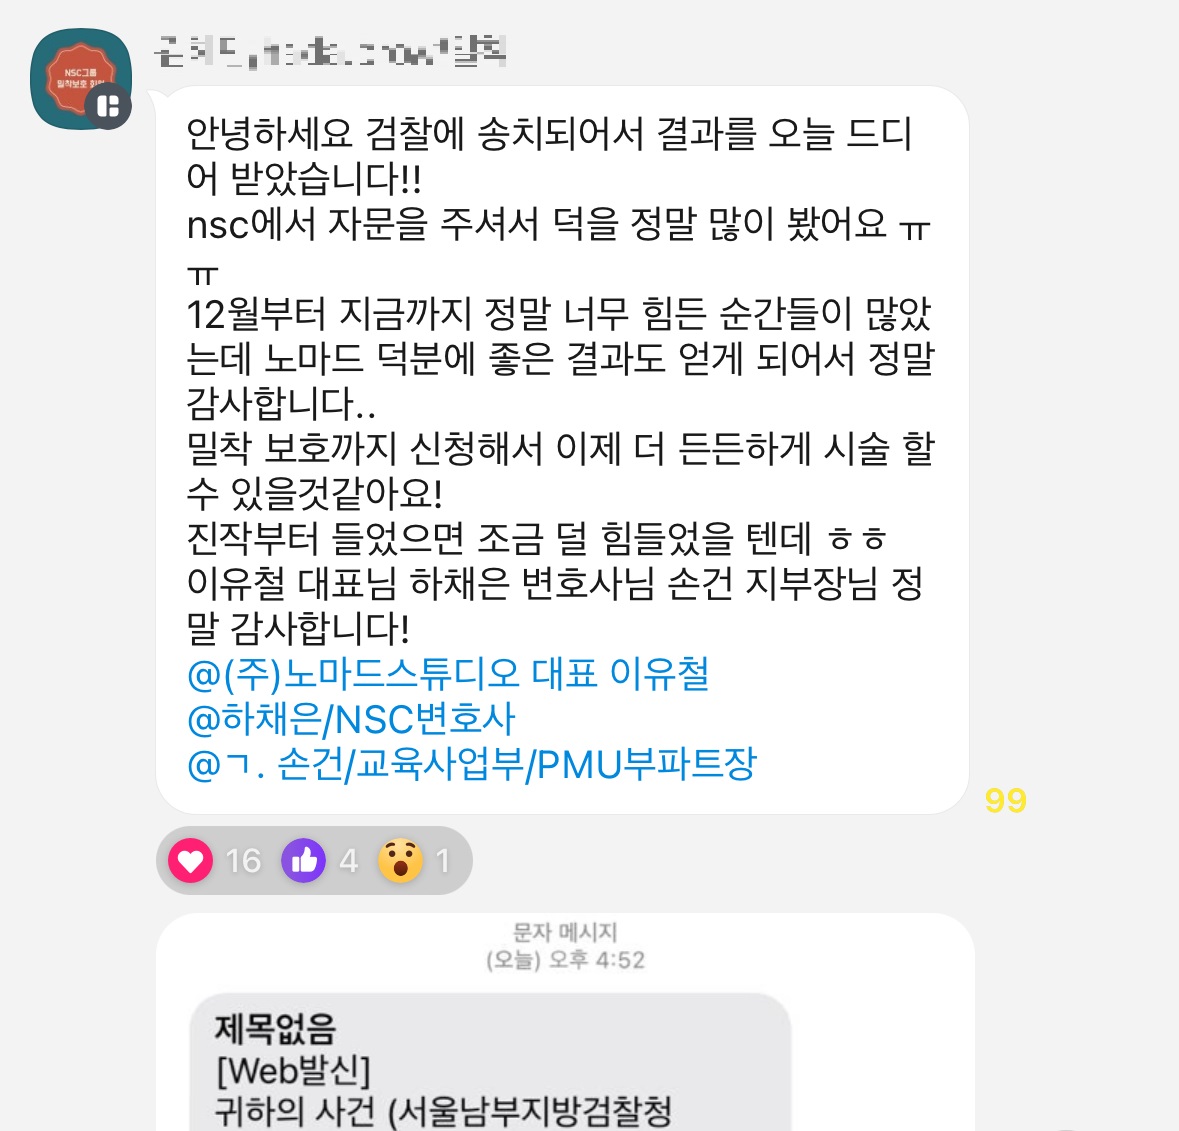 NSC그룹
밀착보호 회원
안녕하세요 검찰에 송치되어서 결과를 오늘 드디
어 받았습니다!!
nsc에서 자문을 주셔서 덕을 정말 많이 봤어요 ㅠ
ㅠ
12월부터 지금까지 정말 너무 힘든 순간들이 많았
는데 노마드 덕분에 좋은 결과도 얻게 되어서 정말
감사합니다..
밀착 보호까지 신청해서 이제 더 든든하게 시술 할
수 있을것같아요!
진작부터 들었으면 조금 덜 힘들었을 텐데 ㅎㅎ
이유철 대표님 하채은 변호사님 손건 지부장님 정
말 감사합니다!
@(주)노마드스튜디오 대표 이유철
@하채은/NSC변호사
@ㄱ. 손건/교육사업부/PMU부파트장
99
16 4 1
문자 메시지
(오늘) 오후 4:52
제목없음
[Web발신]
귀하의 사건 (서울남부지방검찰청